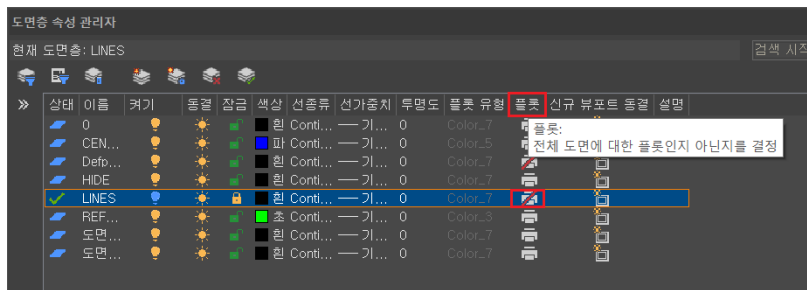 도면층 속성 관리자
현재 도면층: LINES 검색 시작
» 상태 이름 켜기 동결 잠금 색상 선종류 선가중치 투명도 플롯 유형 플롯 신규 뷰포트 동결 설명
0 흰 Conti... 기... 0 Color_7
CEN... 파 Conti... 기... 0 Color_5
Defp... 흰 Conti... 기... 0 Color_7
HIDE 흰 Conti... 기... 0 Color_7
LINES 흰 Conti... 기... 0 Color_7
REF... 초 Conti... 기... 0 Color_3
도면... 흰 Conti... 기... 0 Color_7
도면... 흰 Conti... 기... 0 Color_7
플롯:
전체 도면에 대한 플롯인지 아닌지를 결정